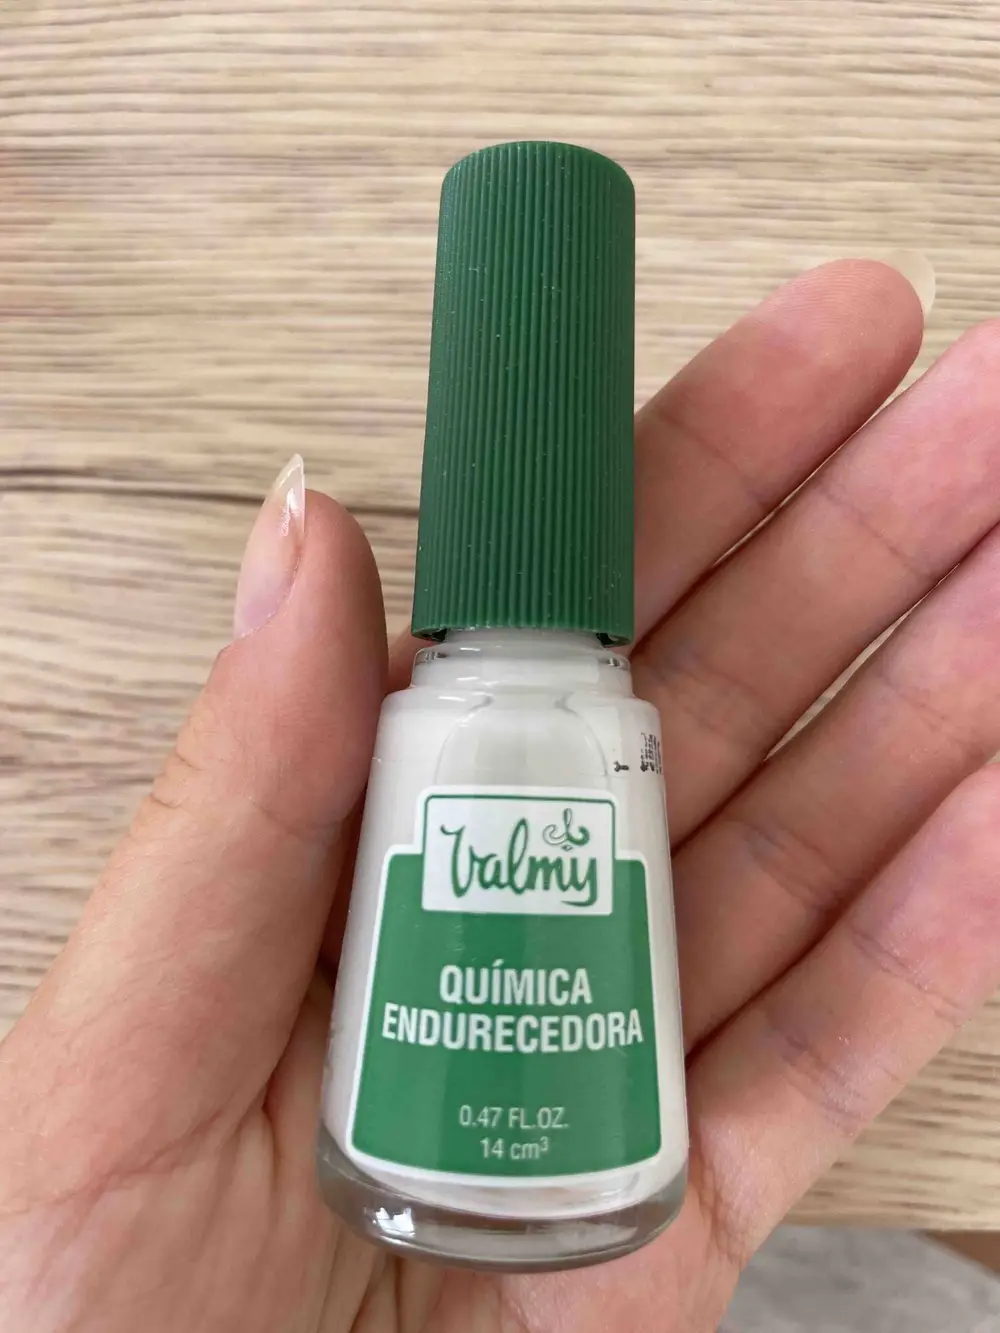 Valmy
QUÍMICA
ENDURECEDORA
0.47 FL.OZ.
14 cm³